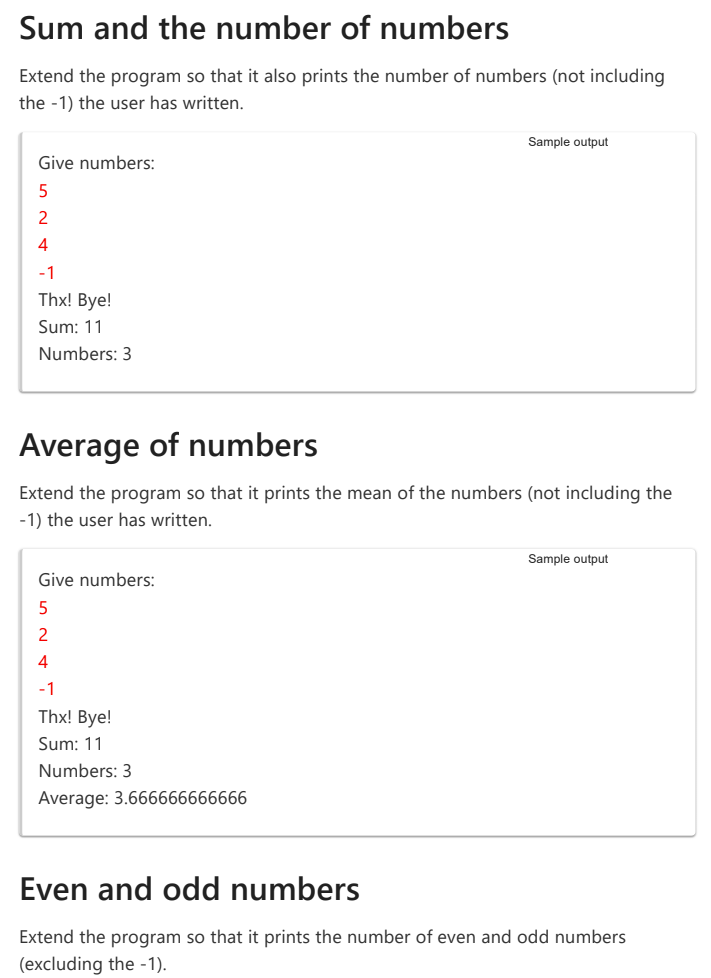 Sum and the number of numbers
Extend the program so that it also prints the number of numbers (not including
the -1) the user has written.
Sample output
Give numbers:
5
2
4
-1
Thx! Bye!
Sum: 11
Numbers: 3
Average of numbers
Extend the program so that it prints the mean of the numbers (not including the
-1) the user has written.
Sample output
Give numbers:
5
2
4
-1
Thx! Bye!
Sum: 11
Numbers: 3
Average: 3.666666666666
Even and odd numbers
Extend the program so that it prints the number of even and odd numbers
(excluding the -1).